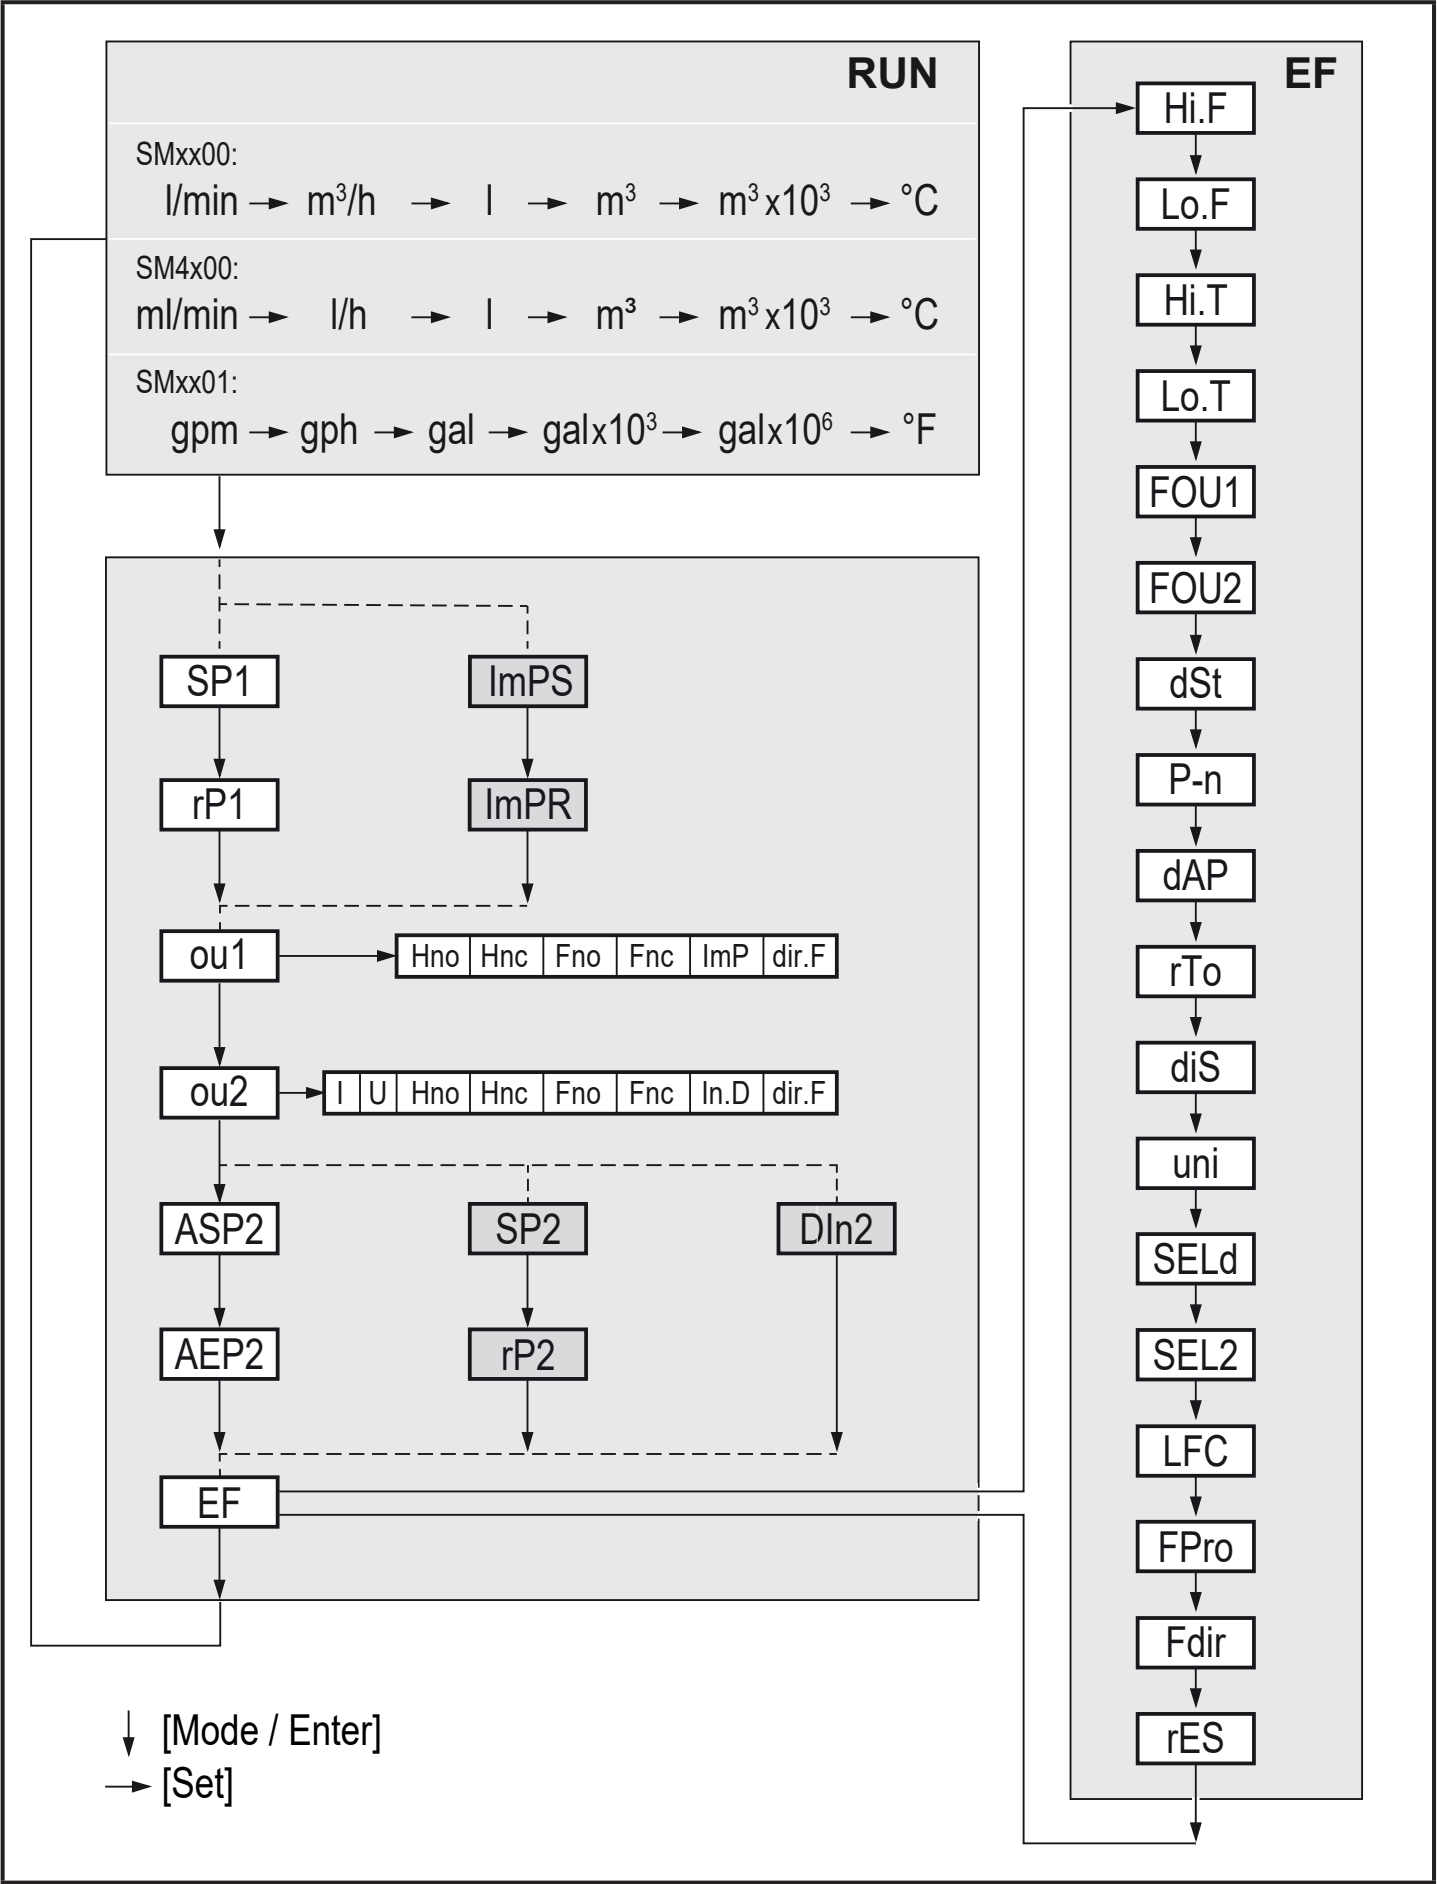 RUN
SMxx00:
l/min m³/h l m³ m³x10³ °C
SM4x00:
ml/min l/h l m³ m³x10³ °C
SMxx01:
gpm gph gal galx10³ galx10⁶ °F
SP1 ImPS
rP1 ImPR
ou1 Hno Hnc Fno Fnc ImP dir.F
ou2 I U Hno Hnc Fno Fnc In.D dir.F
ASP2 SP2 DIn2
AEP2 rP2
EF
[Mode / Enter]
[Set]
EF
Hi.F
Lo.F
Hi.T
Lo.T
FOU1
FOU2
dSt
P-n
dAP
rTo
diS
uni
SELd
SEL2
LFC
FPro
Fdir
rES